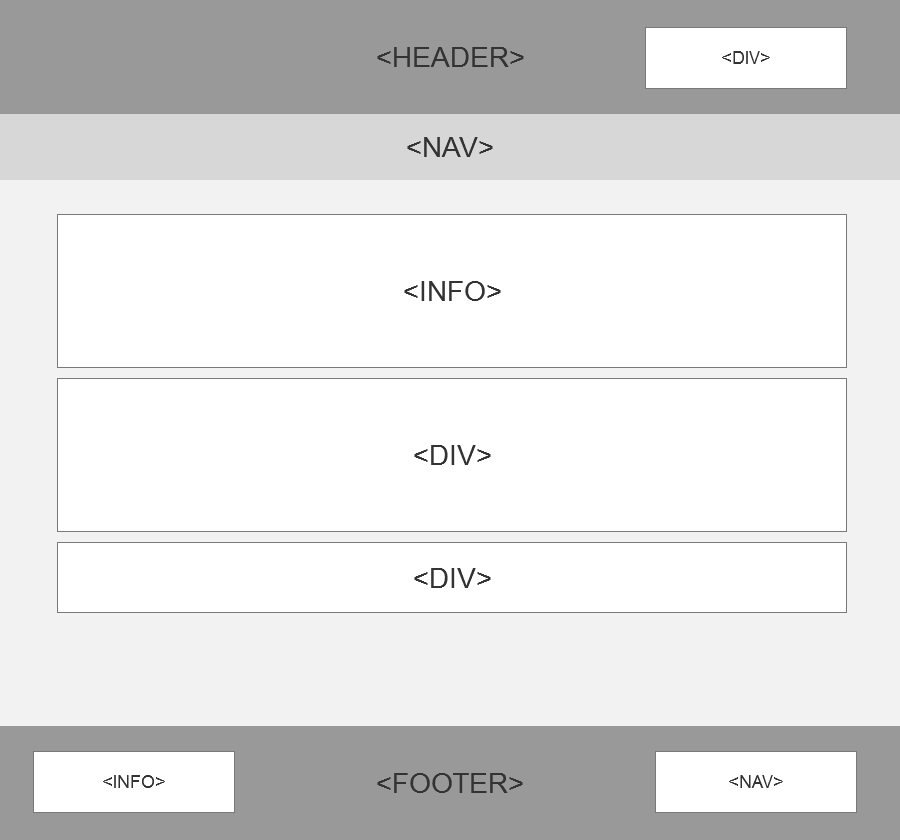 <HEADER>
<DIV>
<NAV>
<INFO>
<DIV>
<DIV>
<INFO>
<FOOTER>
<NAV>